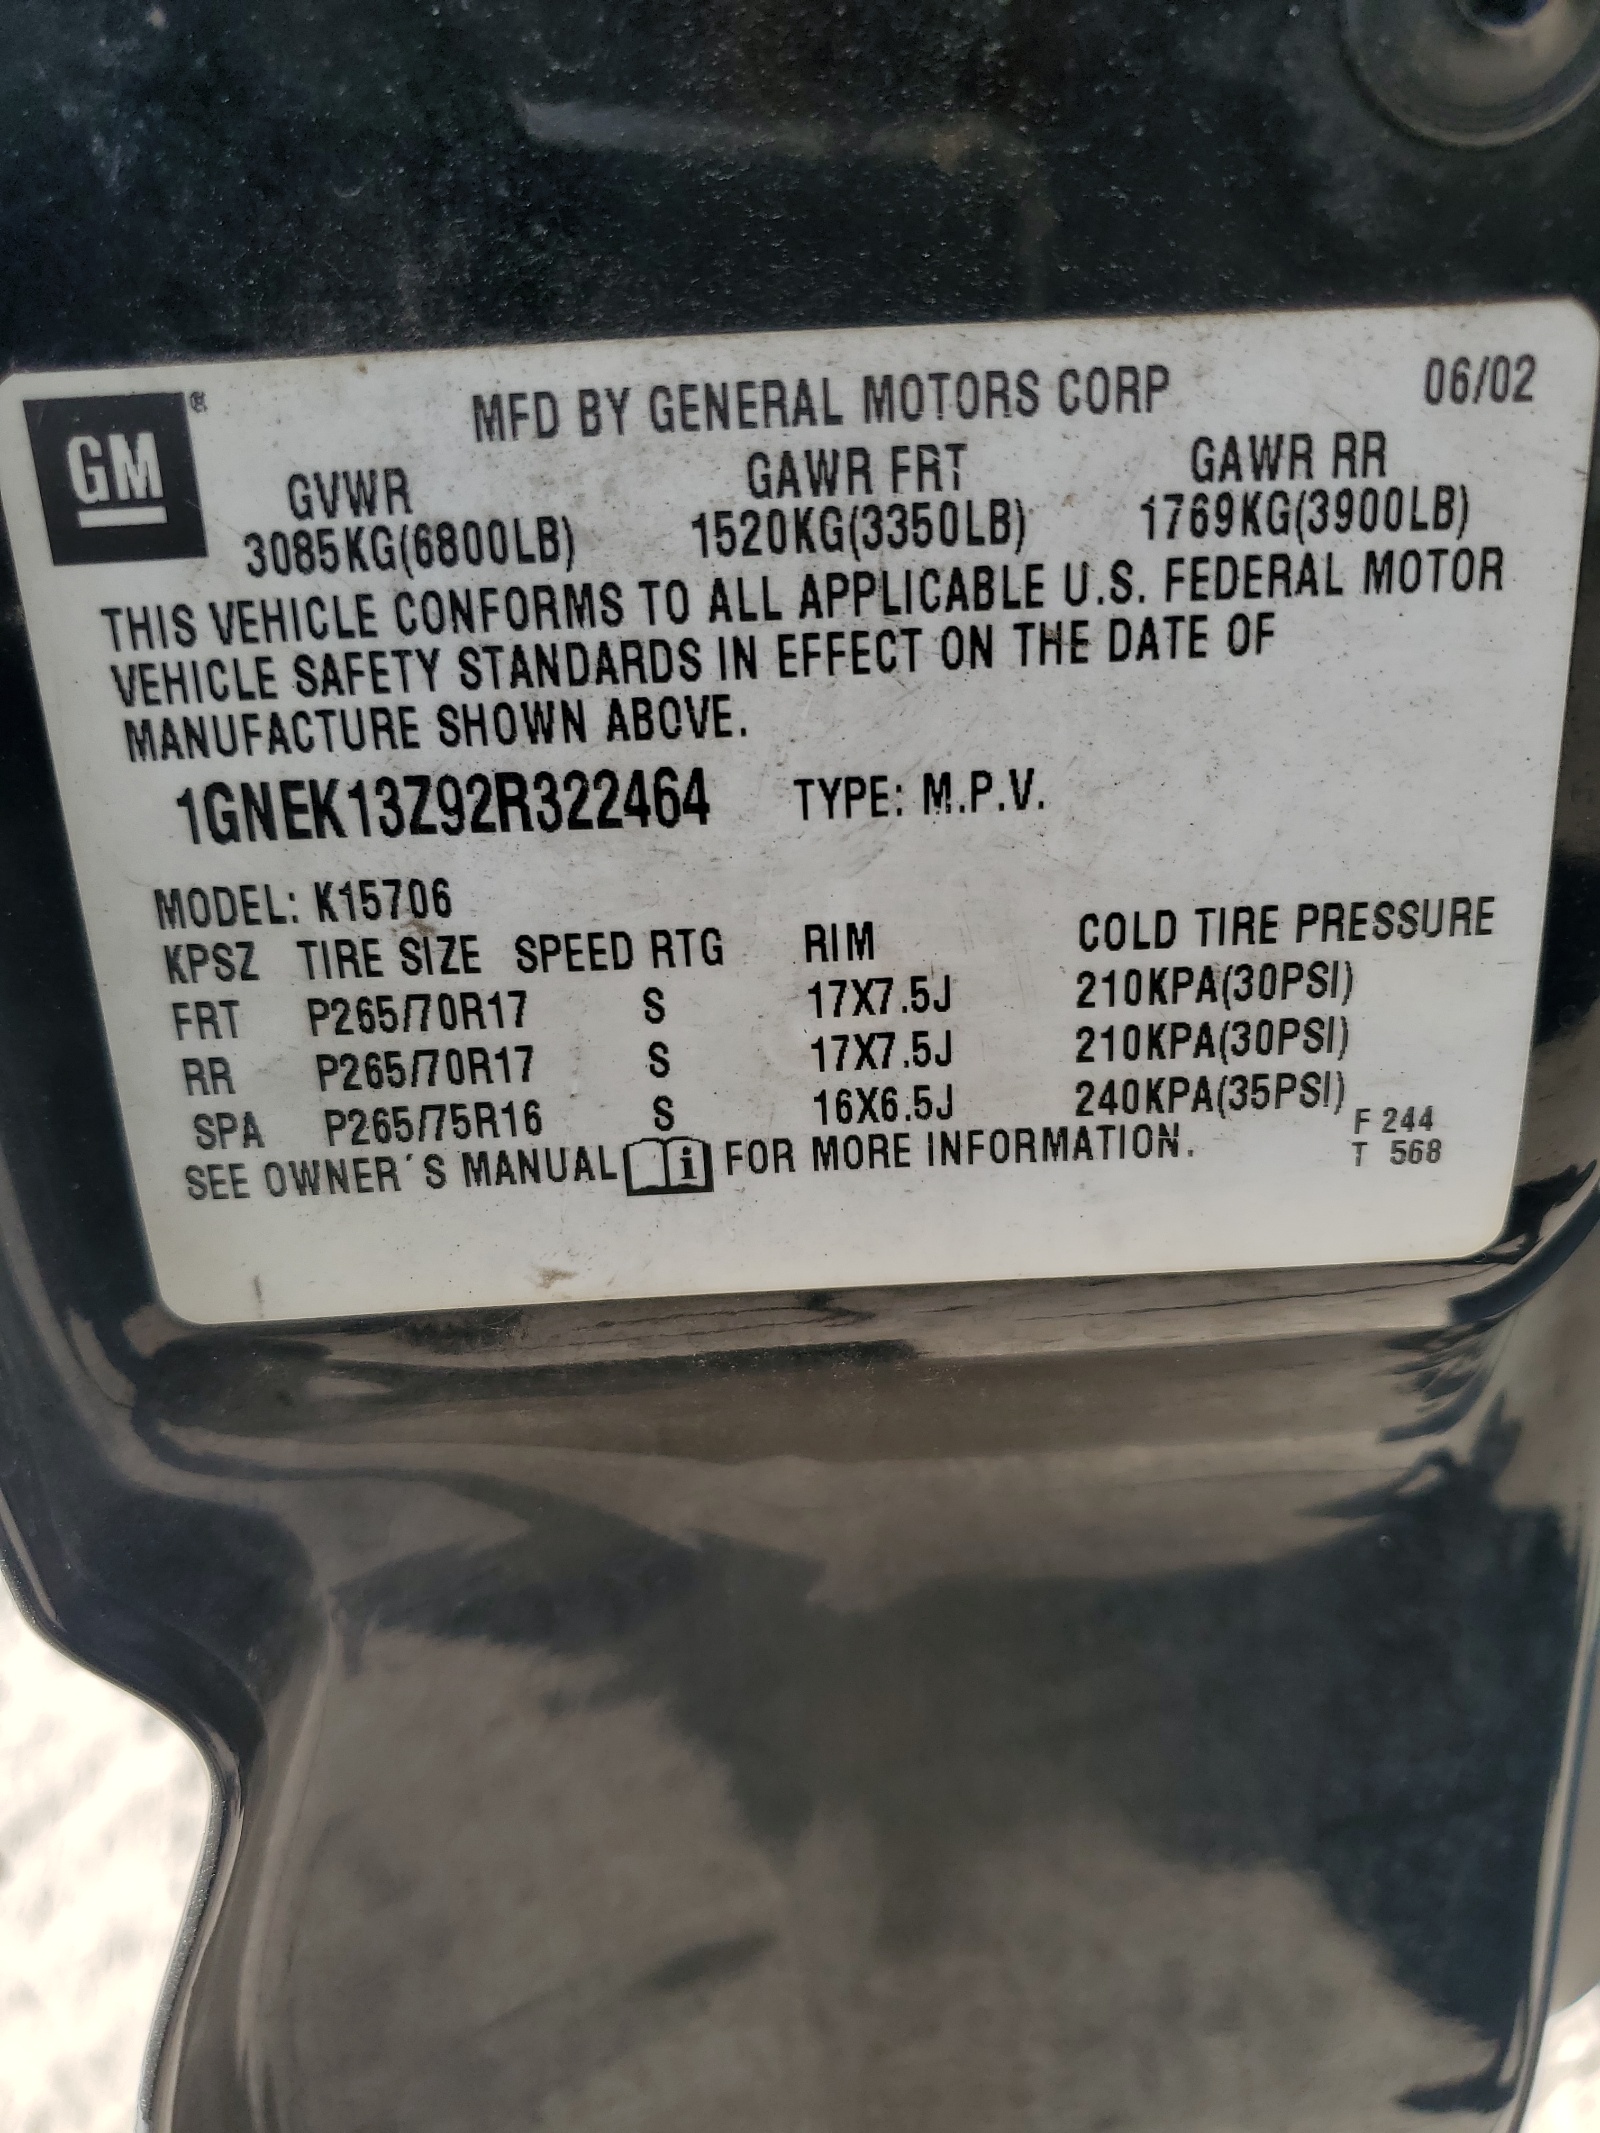 GM ®
MFD BY GENERAL MOTORS CORP 06/02
GVWR GAWR FRT GAWR RR
3085KG(6800LB) 1520KG(3350LB) 1769KG(3900LB)
THIS VEHICLE CONFORMS TO ALL APPLICABLE U.S. FEDERAL MOTOR
VEHICLE SAFETY STANDARDS IN EFFECT ON THE DATE OF
MANUFACTURE SHOWN ABOVE.
1GNEK13Z92R322464 TYPE: M.P.V.
MODEL: K15706
KPSZ TIRE SIZE SPEED RTG RIM COLD TIRE PRESSURE
FRT P265/70R17 S 17X7.5J 210KPA(30PSI)
RR P265/70R17 S 17X7.5J 210KPA(30PSI)
SPA P265/75R16 S 16X6.5J 240KPA(35PSI)
SEE OWNER´S MANUAL i FOR MORE INFORMATION.
F 244
T 568